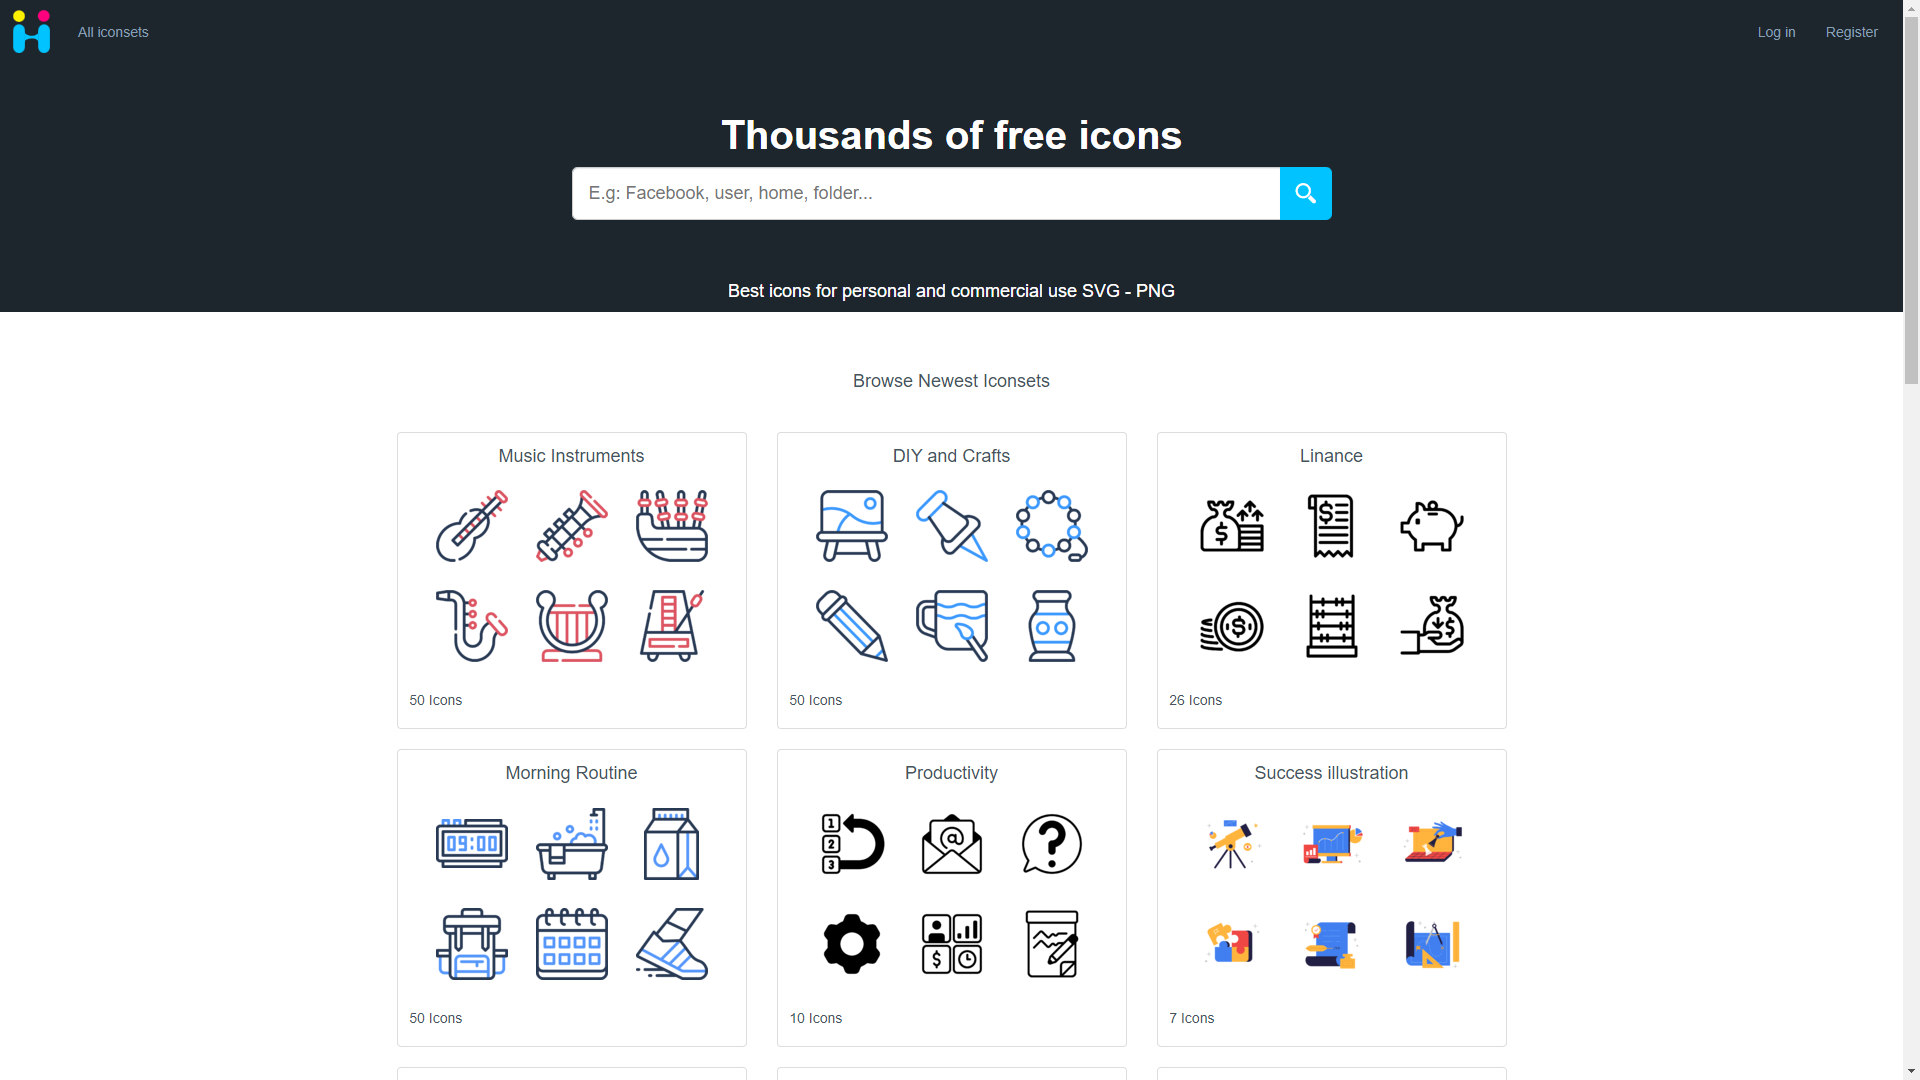 All iconsets
Log in
Register
Thousands of free icons
E.g: Facebook, user, home, folder...
Best icons for personal and commercial use SVG - PNG
Browse Newest Iconsets
Music Instruments
DIY and Crafts
Linance
50 Icons
50 Icons
26 Icons
Morning Routine
Productivity
Success illustration
09:00
1
2
3
@
?
$
50 Icons
10 Icons
7 Icons